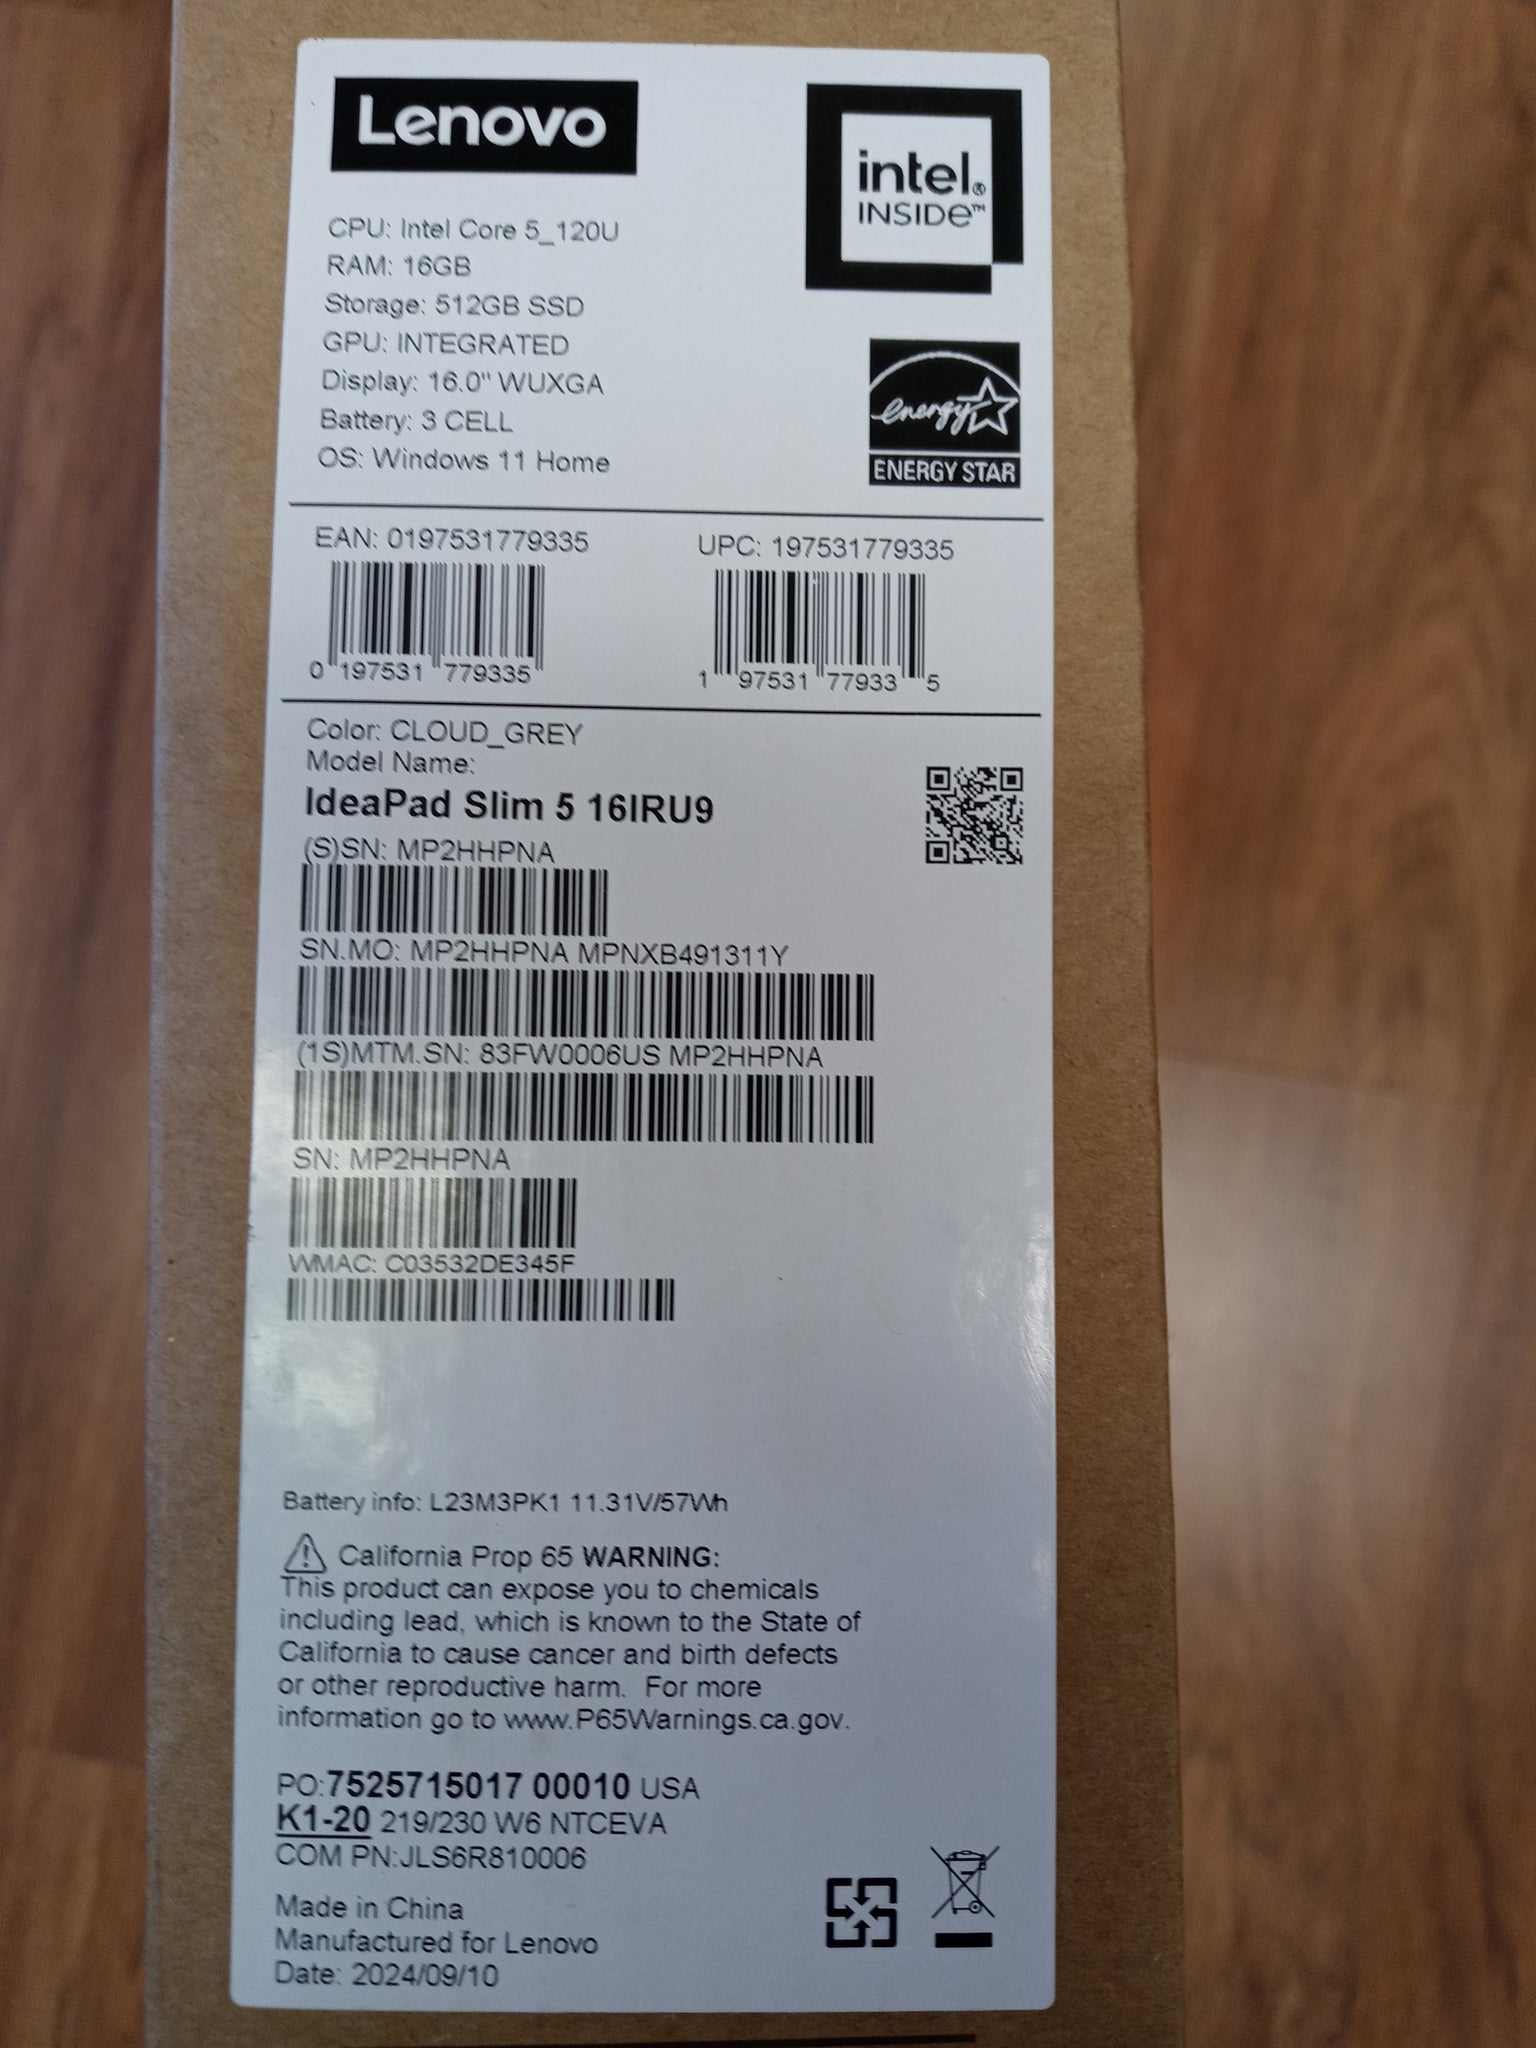 Lenovo
intel® INSIDE™
CPU: Intel Core 5_120U
RAM: 16GB
Storage: 512GB SSD
GPU: INTEGRATED
Display: 16.0" WUXGA
Battery: 3 CELL
OS: Windows 11 Home
energy
ENERGY STAR
EAN: 0197531779335
0 197531 779335
UPC: 197531779335
1 97531 77933 5
Color: CLOUD_GREY
Model Name:
IdeaPad Slim 5 16IRU9
(S)SN: MP2HHPNA
SN.MO: MP2HHPNA MPNXB491311Y
(1S)MTM.SN: 83FW0006US MP2HHPNA
SN: MP2HHPNA
WMAC: C03532DE345F
Battery info: L23M3PK1 11.31V/57Wh
California Prop 65 WARNING:
This product can expose you to chemicals
including lead, which is known to the State of
California to cause cancer and birth defects
or other reproductive harm. For more
information go to www.P65Warnings.ca.gov.
PO:7525715017 00010 USA
K1-20 219/230 W6 NTCEVA
COM PN:JLS6R810006
Made in China
Manufactured for Lenovo
Date: 2024/09/10